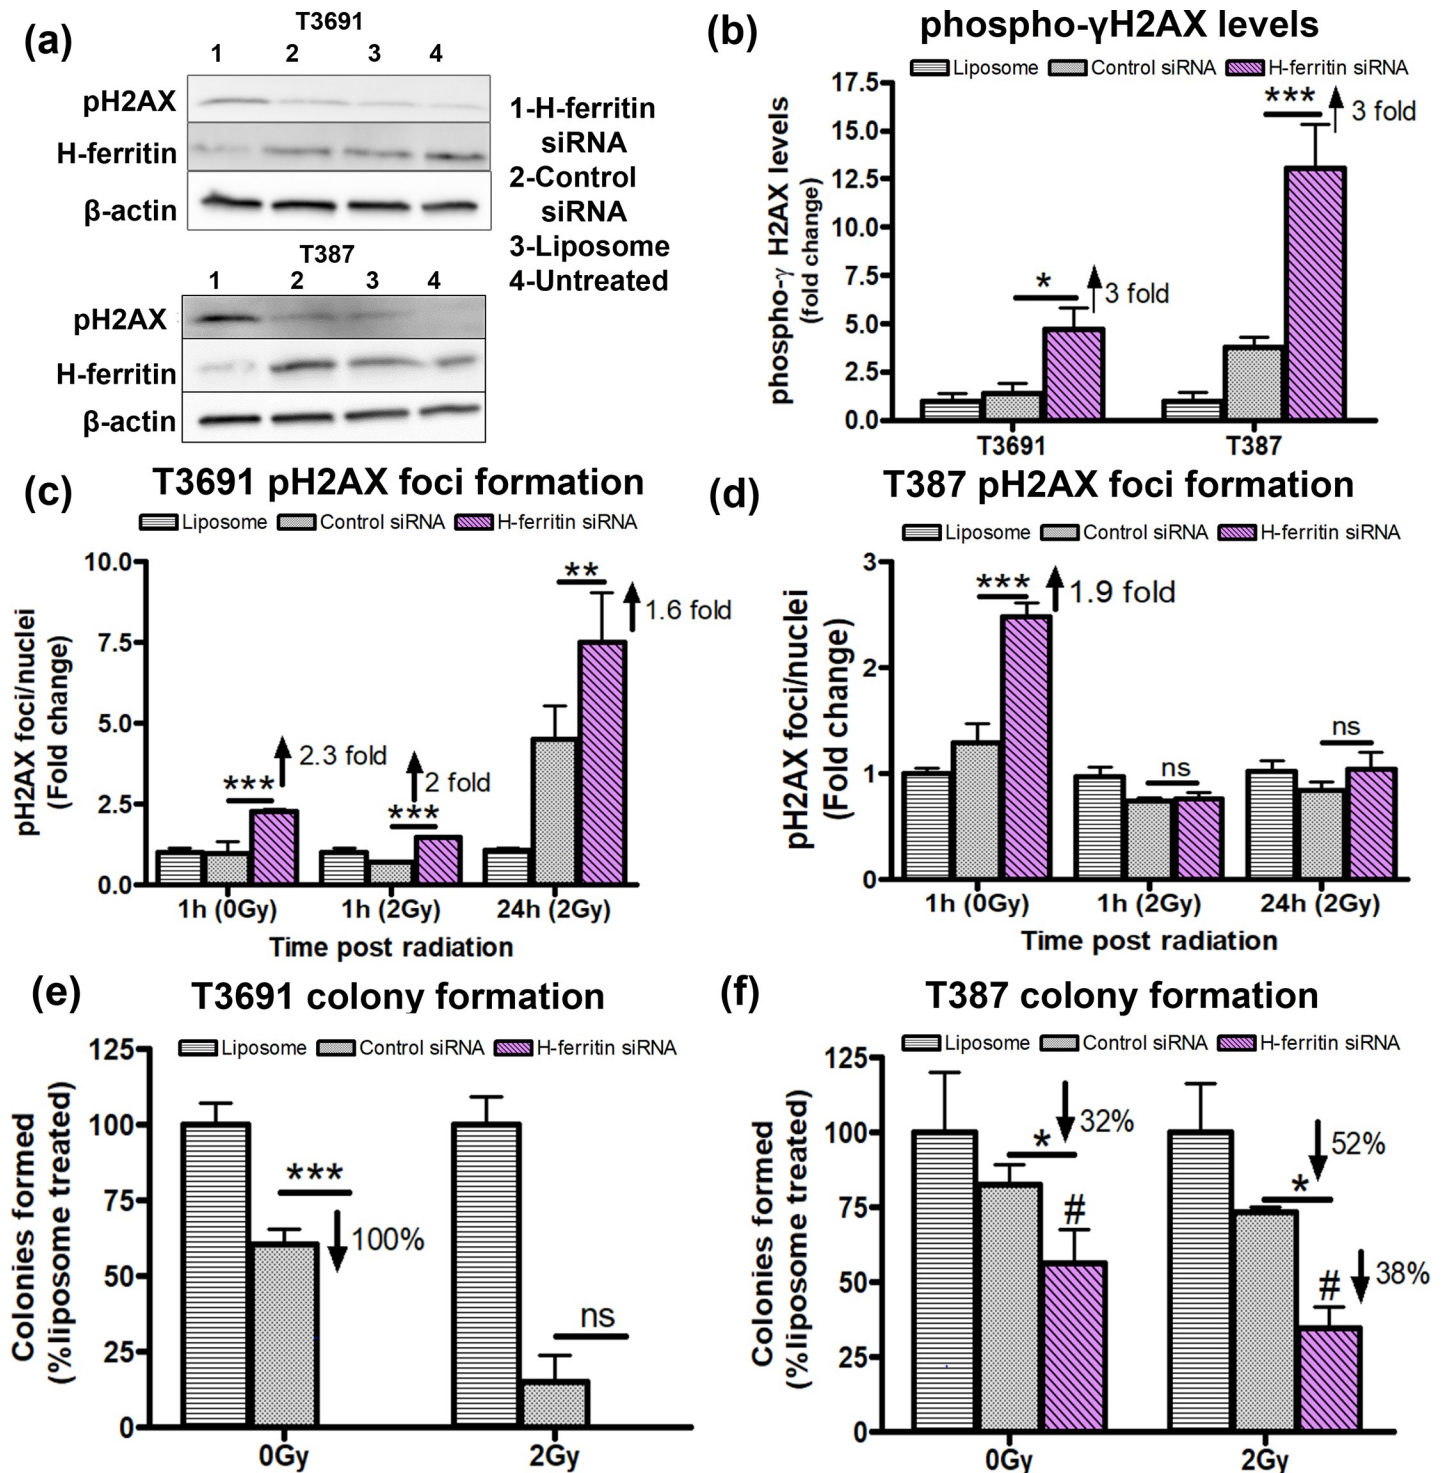 (a)
T3691
1 2 3 4
pH2AX
H-ferritin
β-actin
T387
1 2 3 4
pH2AX
H-ferritin
β-actin
1-H-ferritin
siRNA
2-Control
siRNA
3-Liposome
4-Untreated
(b)
phospho-γH2AX levels
Liposome Control siRNA H-ferritin siRNA
phospho-γ H2AX levels
(fold change)
17.5
15.0
12.5
10.0
7.5
5.0
2.5
0.0
*
3 fold
***
3 fold
T3691 T387
(c)
T3691 pH2AX foci formation
Liposome Control siRNA H-ferritin siRNA
pH2AX foci/nuclei
(Fold change)
10.0
7.5
5.0
2.5
0.0
***
2.3 fold
***
2 fold
**
1.6 fold
1h (0Gy) 1h (2Gy) 24h (2Gy)
Time post radiation
(d)
T387 pH2AX foci formation
Liposome Control siRNA H-ferritin siRNA
pH2AX foci/nuclei
(Fold change)
3
2
1
0
***
1.9 fold
ns
ns
1h (0Gy) 1h (2Gy) 24h (2Gy)
Time post radiation
(e)
T3691 colony formation
Liposome Control siRNA H-ferritin siRNA
Colonies formed
(%liposome treated)
125
100
75
50
25
0
***
100%
ns
0Gy 2Gy
(f)
T387 colony formation
Liposome Control siRNA H-ferritin siRNA
Colonies formed
(%liposome treated)
125
100
75
50
25
0
*
32%
#
*
52%
#
38%
0Gy 2Gy